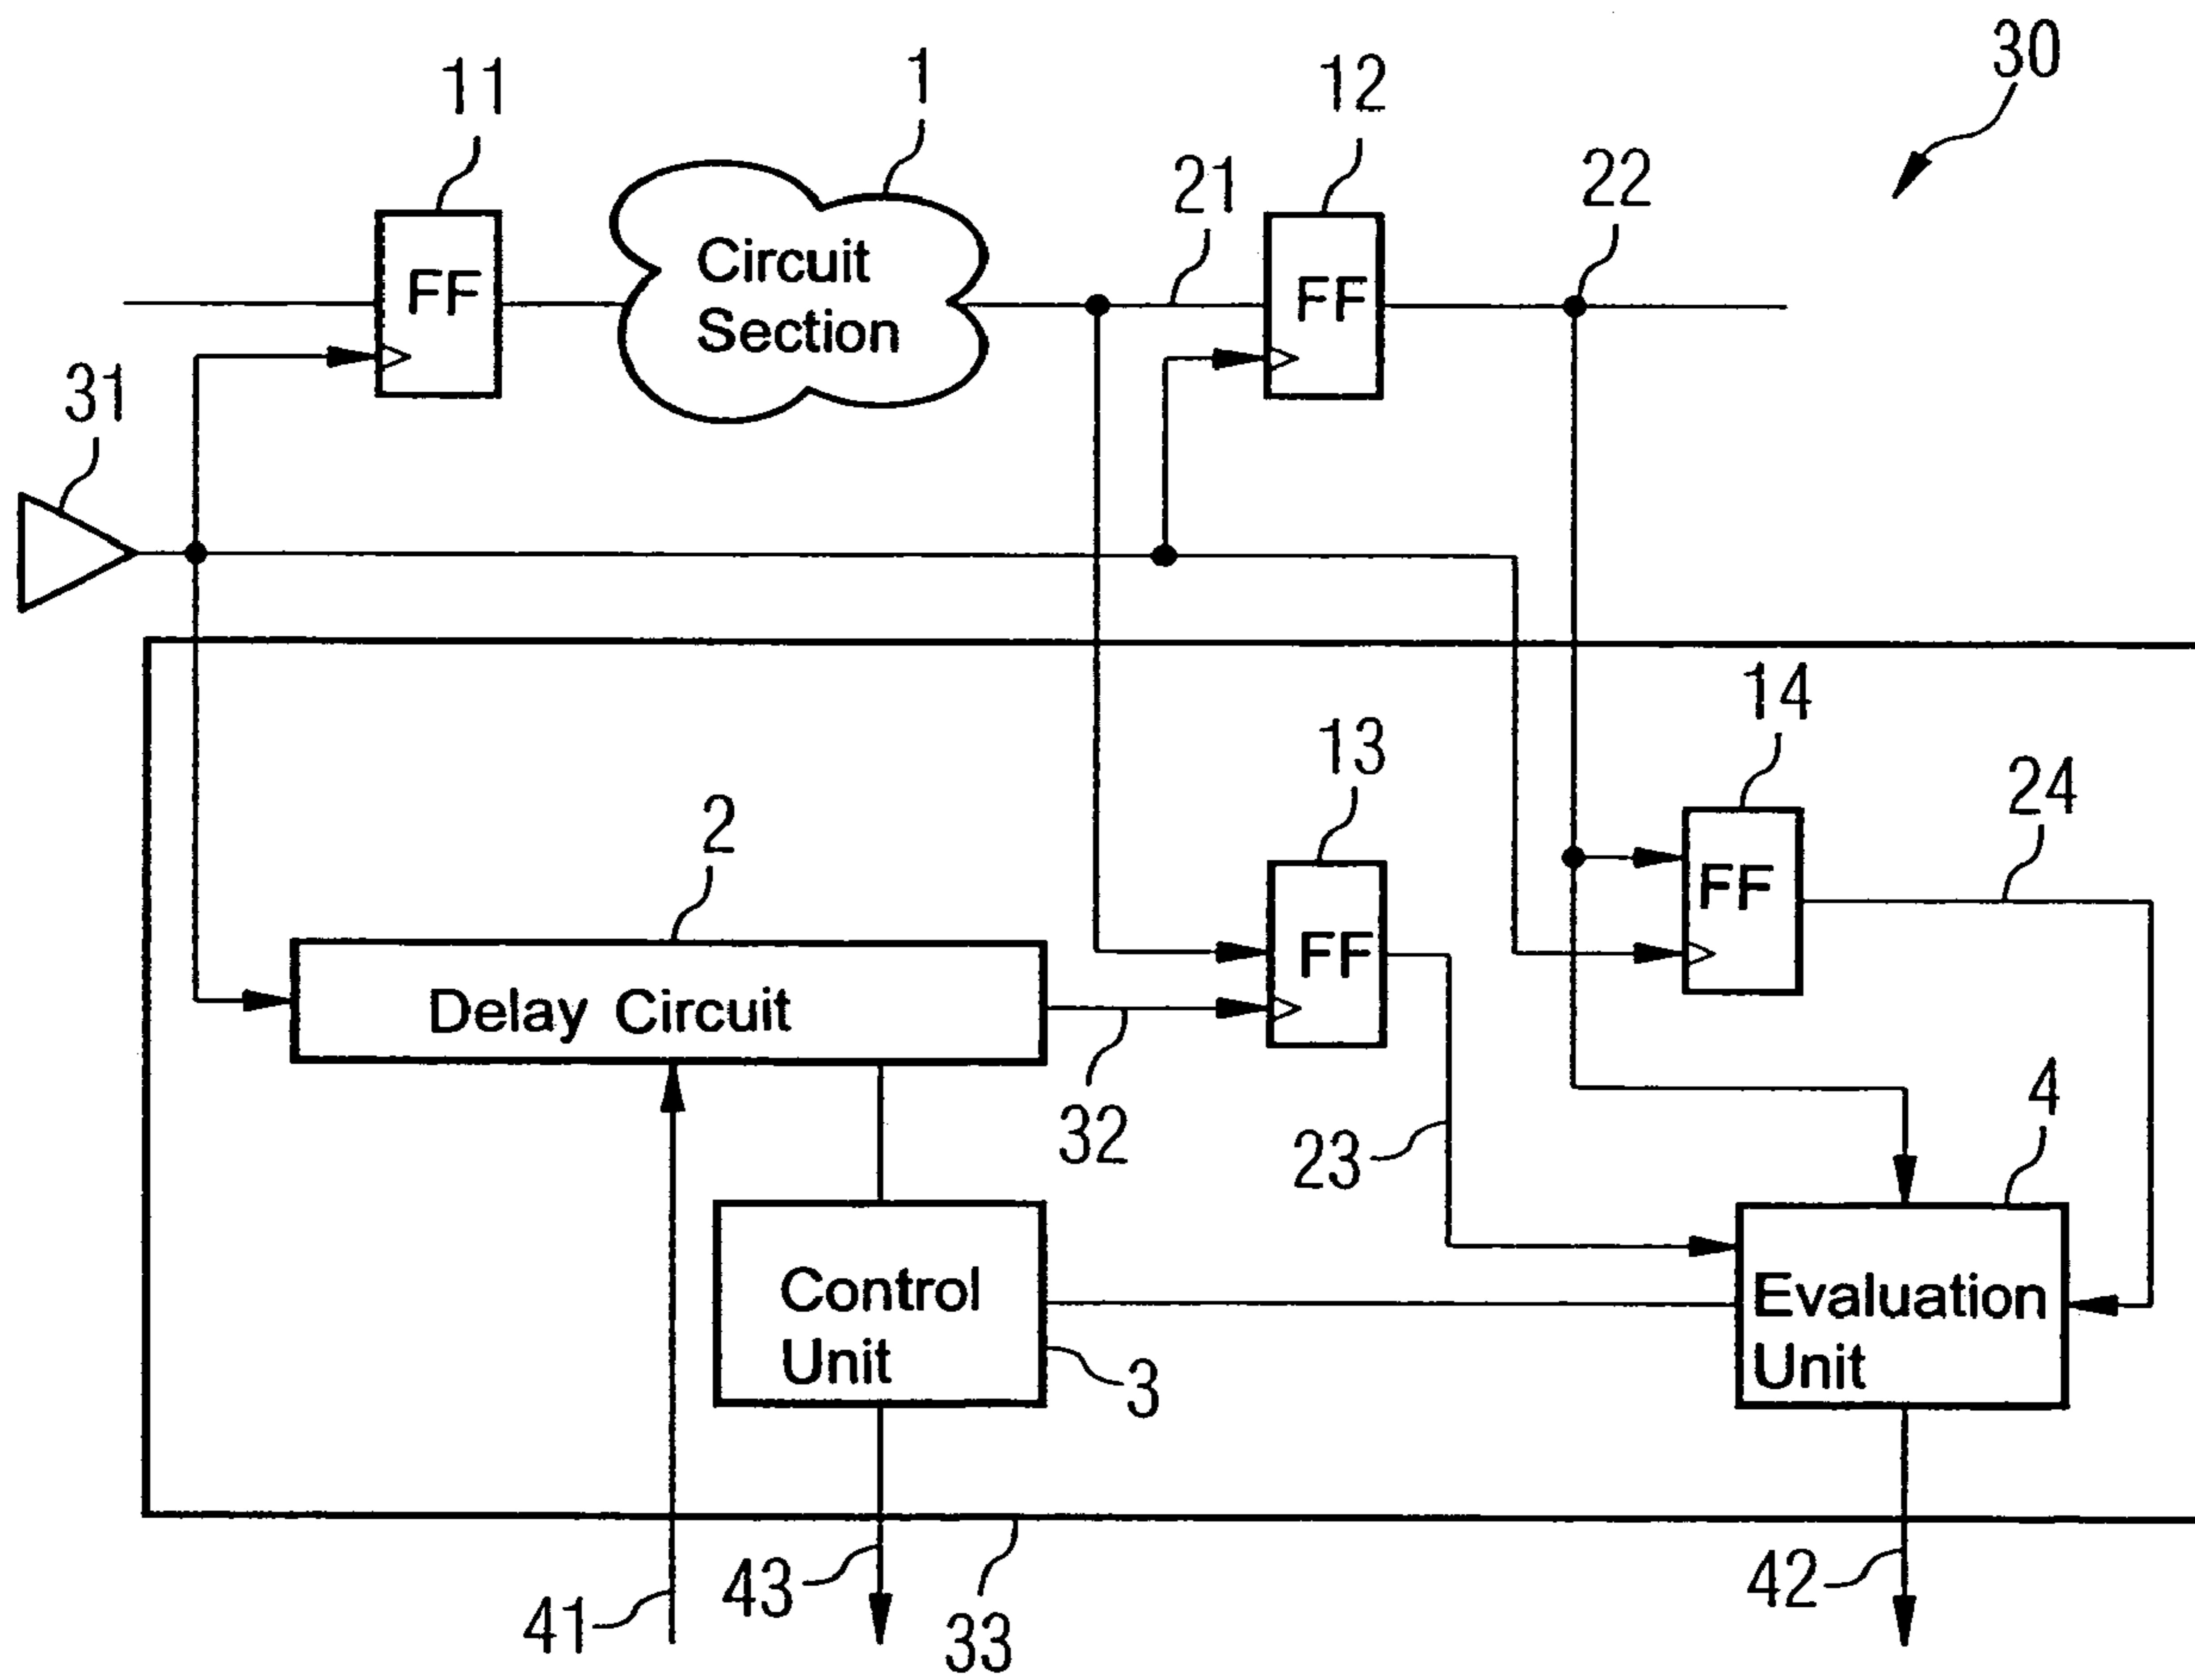 30
11
1
12
21
22
FF
Circuit
Section
FF
31
14
13
24
2
FF
FF
Delay Circuit
32
23
4
Control
Unit
3
Evaluation
Unit
41
43
33
42